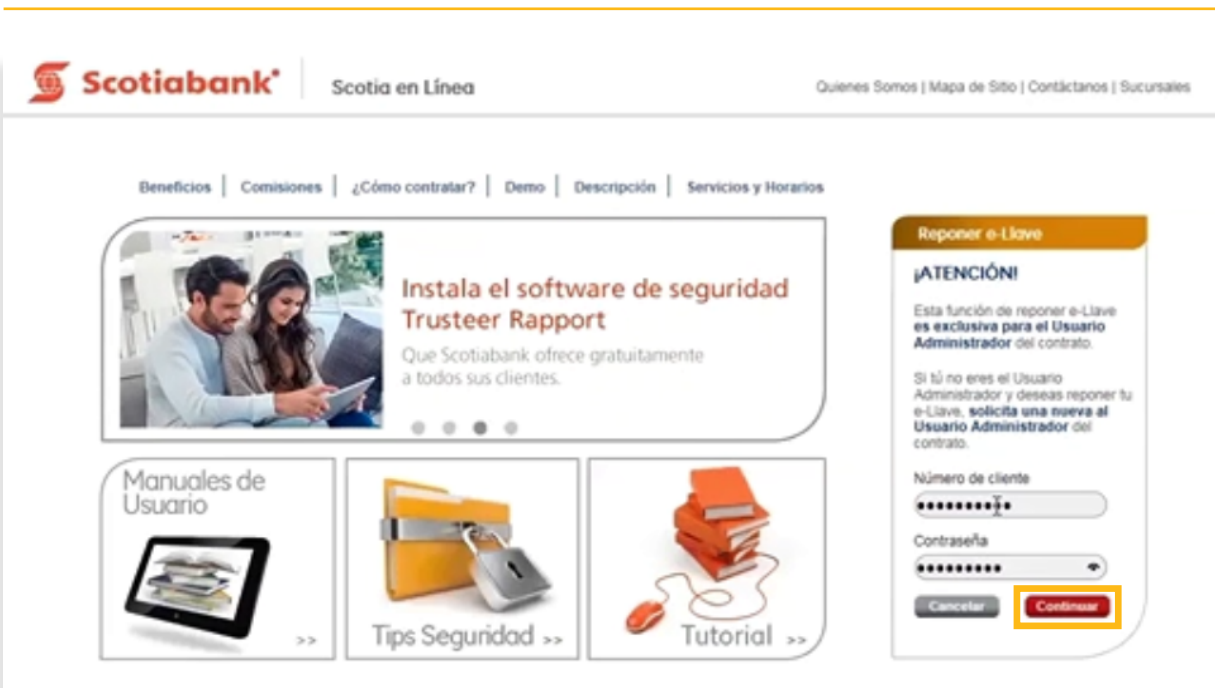 Scotiabank
Scotia en Línea
Quienes Somos | Mapa de Sitio | Contáctanos | Sucursales
Beneficios | Comisiones | ¿Cómo contratar? | Demo | Descripción | Servicios y Horarios
Instala el software de seguridad
Trusteer Rapport
Que Scotiabank ofrece gratuitamente
a todos sus clientes.
Manuales de
Usuario
>>
Tips Seguridad >>
Tutorial >>
Reponer e-Llave
¡ATENCIÓN!
Esta función de reponer e-Llave
es exclusiva para el Usuario
Administrador del contrato.
Si tú no eres el Usuario
Administrador y deseas reponer tu
e-Llave, solicita una nueva al
Usuario Administrador del
contrato.
Número de cliente
Contraseña
Cancelar
Continuar